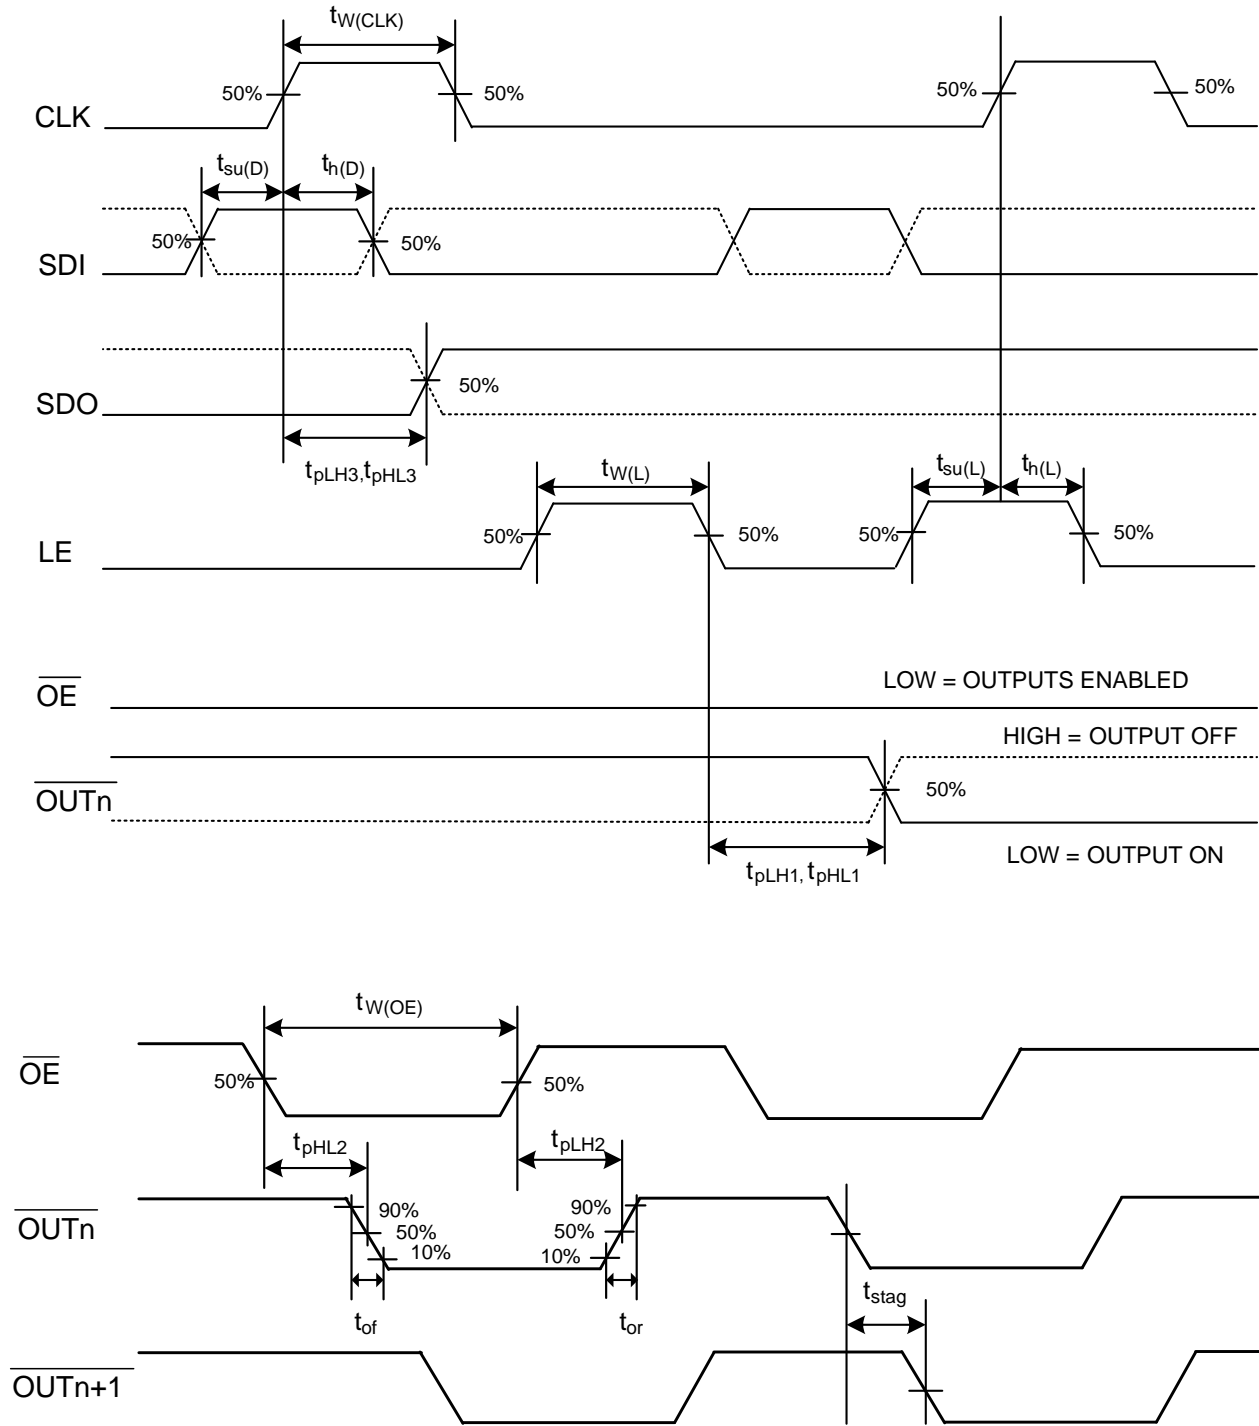 tW(CLK)
50% 50% 50% 50%
CLK
tsu(D) th(D)
50% 50%
SDI
50%
SDO
tpLH3,tpHL3
tW(L) tsu(L) th(L)
50% 50% 50% 50%
LE
LOW = OUTPUTS ENABLED
OE
HIGH = OUTPUT OFF
OUTn 50%
LOW = OUTPUT ON
tpLH1, tpHL1
tW(OE)
OE
50% 50%
tpHL2 tpLH2
90% 90%
OUTn 50% 50%
10% 10%
tstag
tof tor
OUTn+1